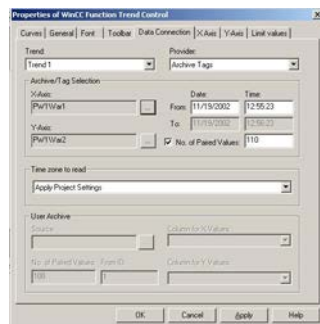 Properties of WinCC Function Trend Control
Curves General Font Toolbar Data Connection X Axis Y-Axis Limit values
Trend: Provider:
Trend 1 Archive Tags
Archive/Tag Selection
X-Axis: Date: Time:
PW1\Var1 ... From: 11/19/2002 12:55:23
Y-Axis: To: 11/19/2002 12:56:23
PW1\Var2 ... No. of Paired Values: 110
Time zone to read
Apply Project Settings
User Archive
Source: Column for X Values:
No. of Paired Values: From ID: Column for Y Values:
100 1
OK Cancel Apply Help